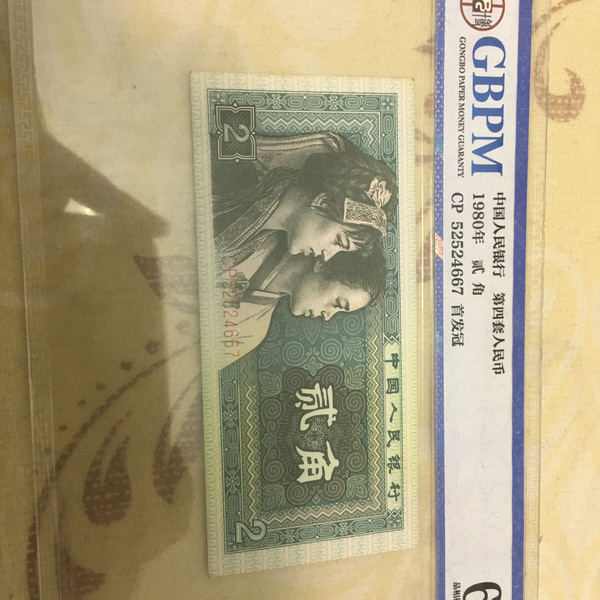 GBPM
GONGBO PAPER MONEY GUARANTY
中国人民银行 第四套人民币
1980年 贰角
CP 52524667 首发冠
6
中国人民银行
贰角
2
2
CP52524667